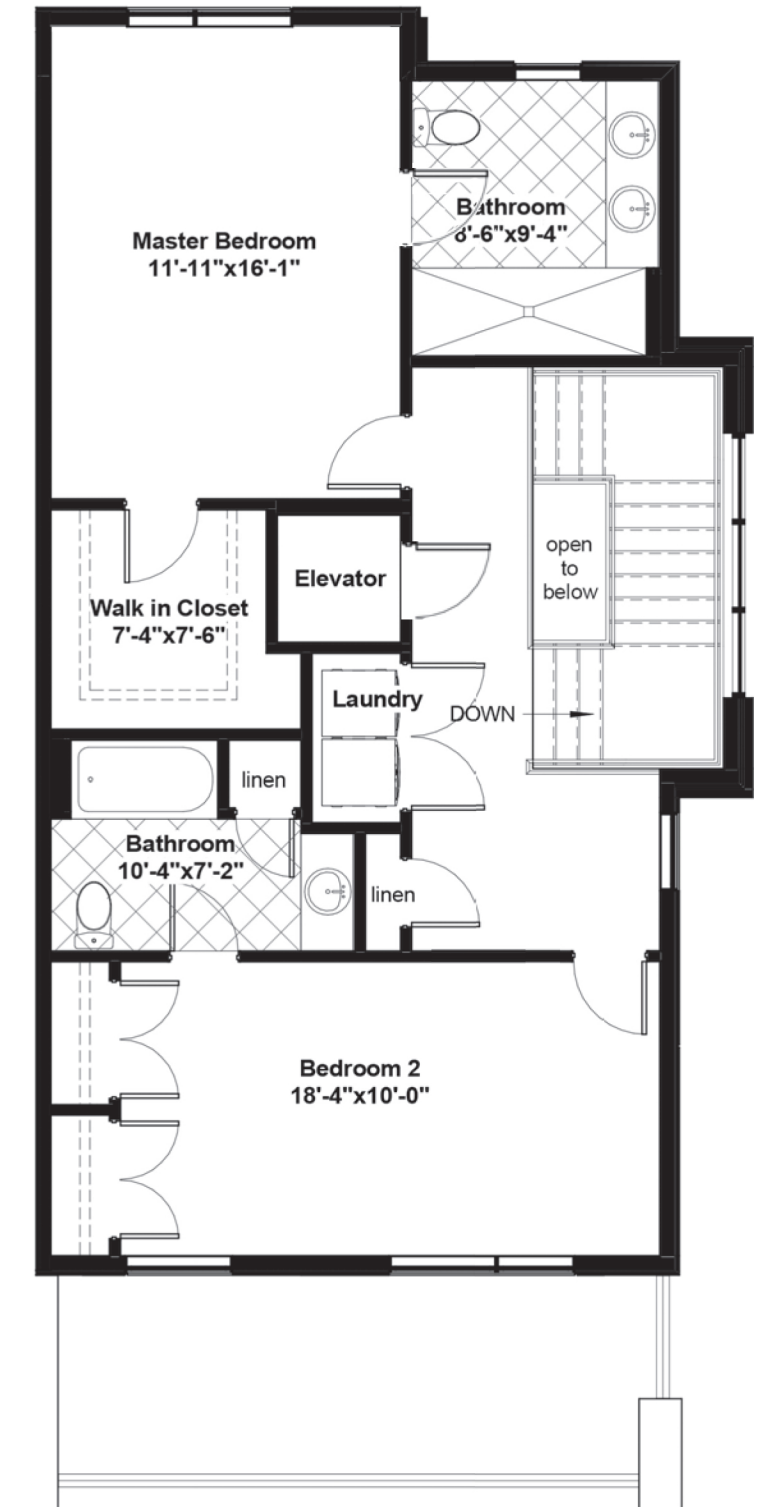 Bathroom
8'-6"x9'-4"
Master Bedroom
11'-11"x16'-1"
open
to
below
Elevator
Walk in Closet
7'-4"x7'-6"
Laundry
DOWN
linen
Bathroom
10'-4"x7'-2"
linen
Bedroom 2
18'-4"x10'-0"